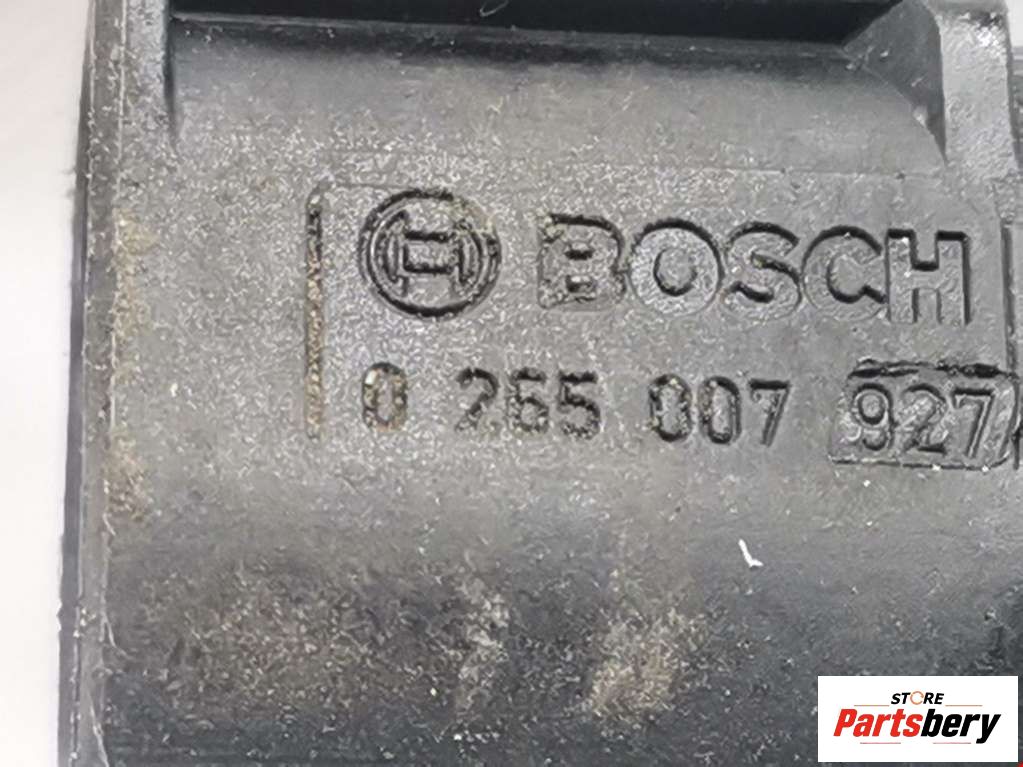 BOSCH
0 265 007 927
STORE
Partsbery